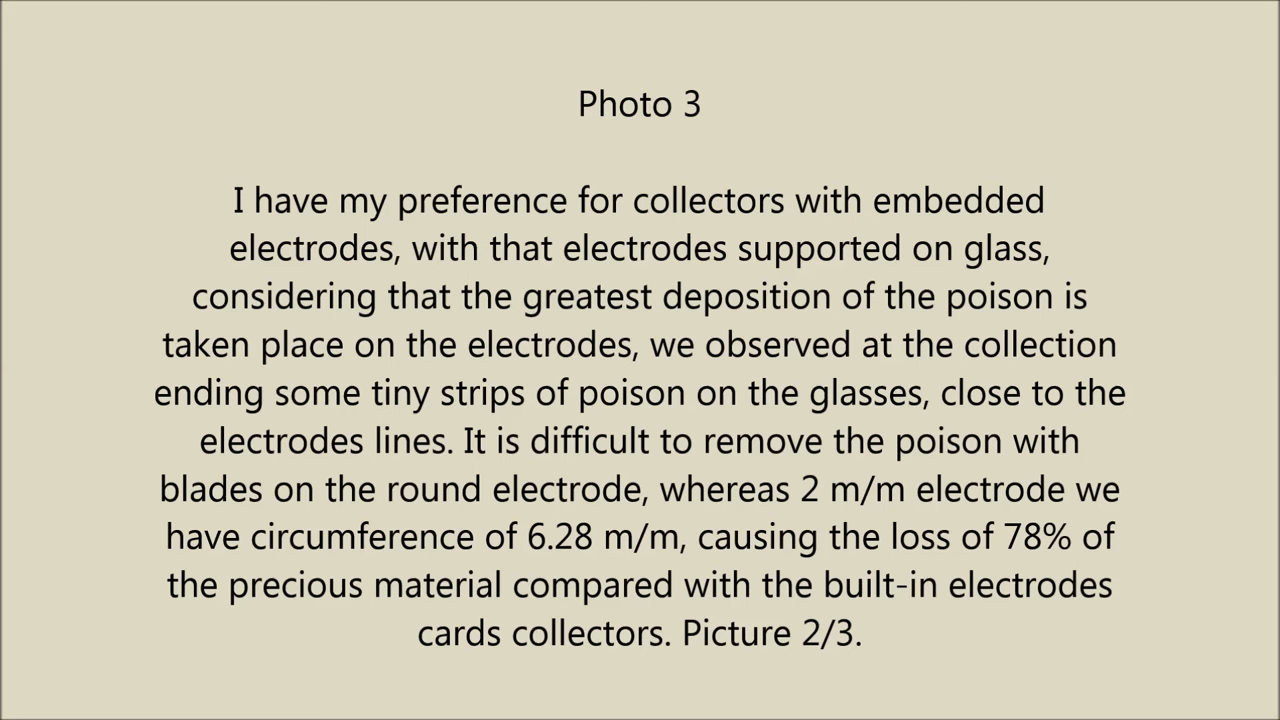 Photo 3
I have my preference for collectors with embedded
electrodes, with that electrodes supported on glass,
considering that the greatest deposition of the poison is
taken place on the electrodes, we observed at the collection
ending some tiny strips of poison on the glasses, close to the
electrodes lines. It is difficult to remove the poison with
blades on the round electrode, whereas 2 m/m electrode we
have circumference of 6.28 m/m, causing the loss of 78% of
the precious material compared with the built-in electrodes
cards collectors. Picture 2/3.